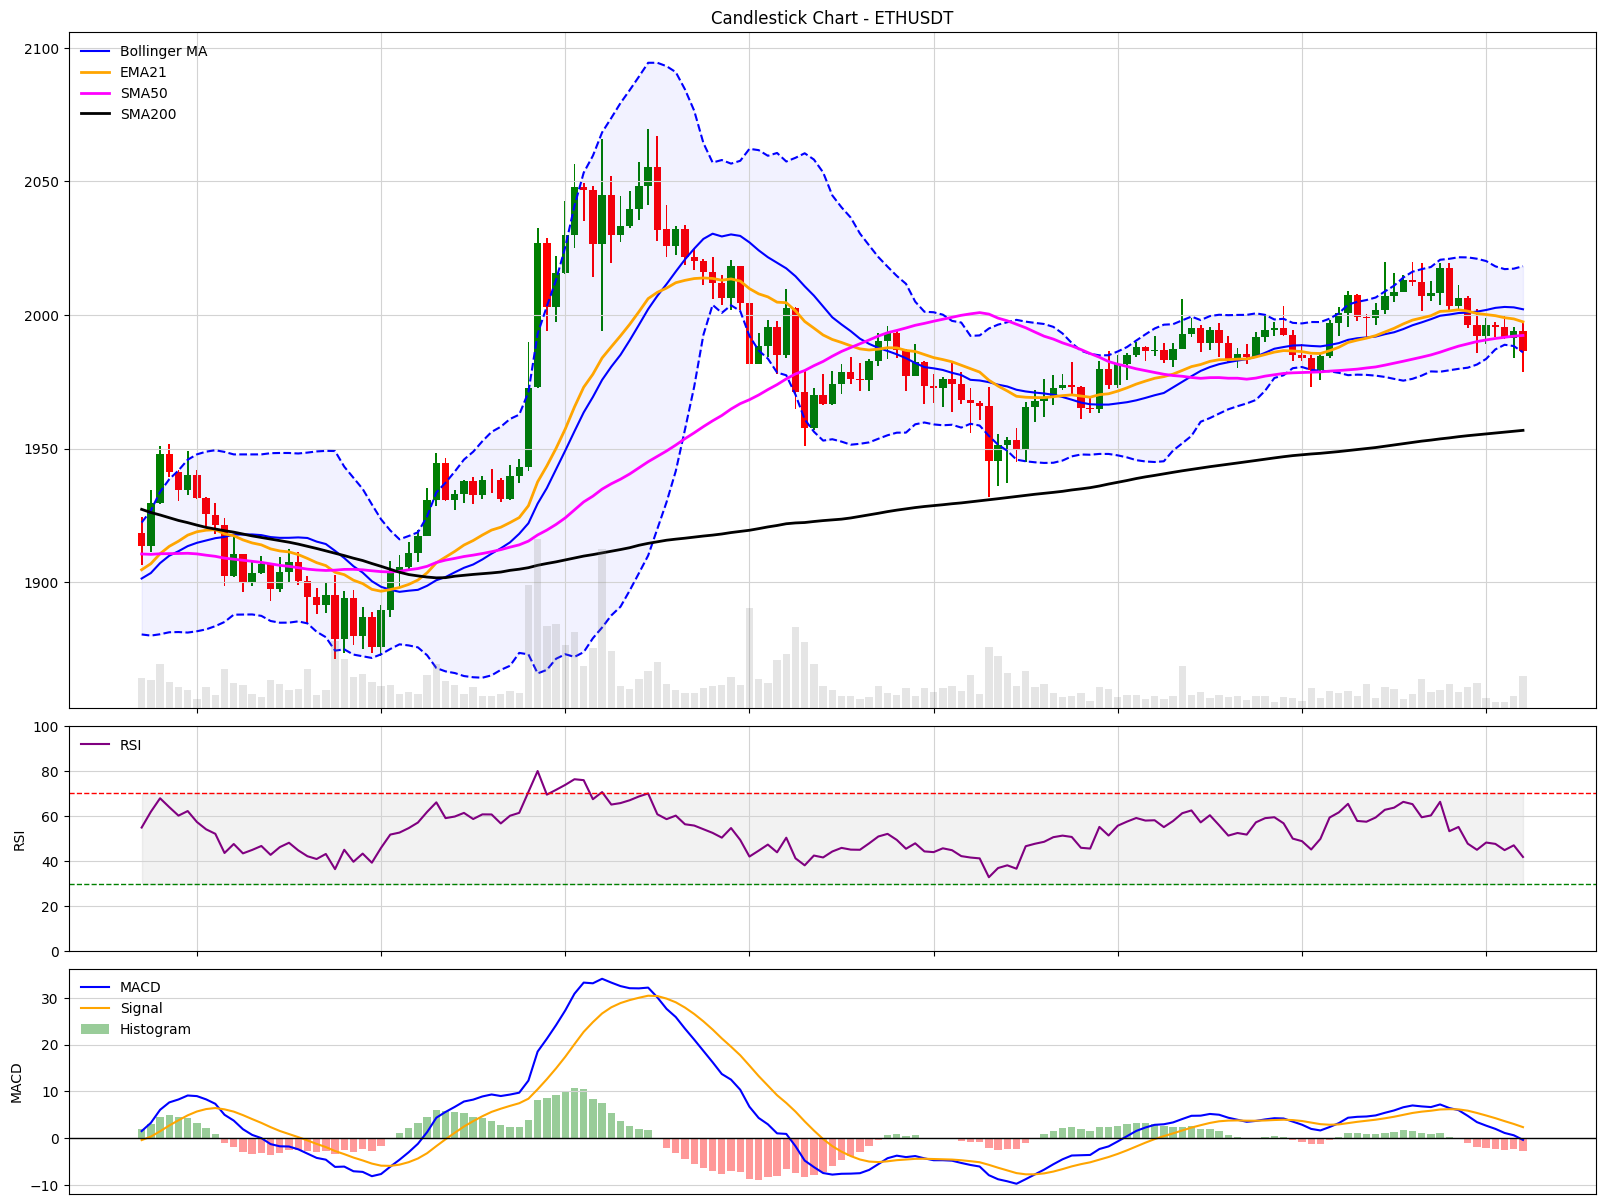 Candlestick Chart - ETHUSDT
Bollinger MA
EMA21
SMA50
SMA200
2100
2050
2000
1950
1900
RSI
100
80
60
40
20
0
RSI
MACD
Signal
Histogram
30
20
10
0
−10
MACD